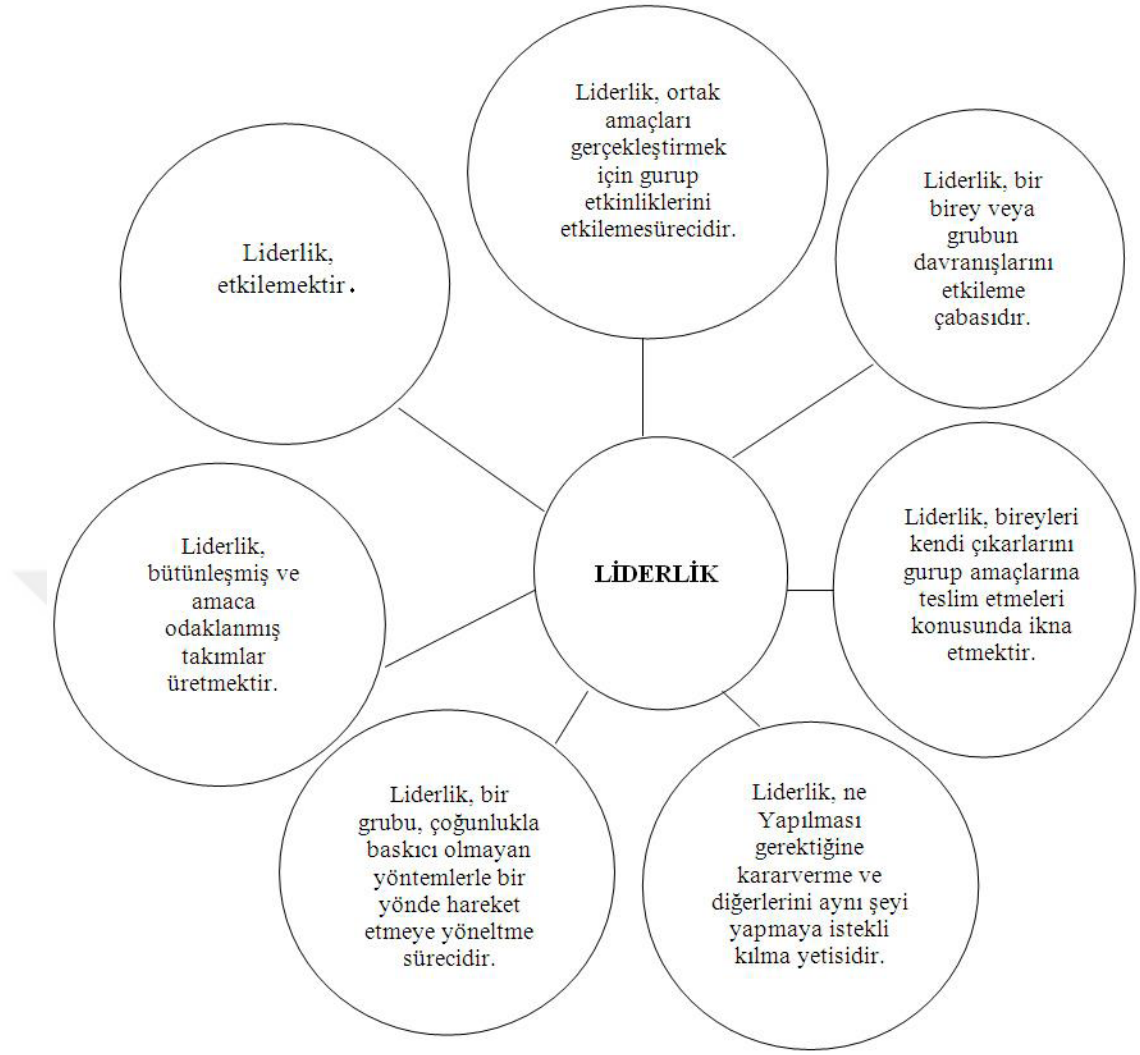 Liderlik, ortak
amaçları
gerçekleştirmek
için gurup
etkinliklerini
etkilemesürecidir.
Liderlik, bir
birey veya
grubun
davranışlarını
etkileme
çabasıdır.
Liderlik, bireyleri
kendi çıkarlarını
gurup amaçlarına
teslim etmeleri
konusunda ikna
etmektir.
Liderlik, ne
Yapılması
gerektiğine
kararverme ve
diğerlerini aynı şeyi
yapmaya istekli
kılma yetisidir.
Liderlik, bir
grubu, çoğunlukla
baskıcı olmayan
yöntemlerle bir
yönde hareket
etmeye yöneltme
sürecidir.
Liderlik,
bütünleşmiş ve
amaca
odaklanmış
takımlar
üretmektir.
Liderlik,
etkilemektir.
LİDERLİK